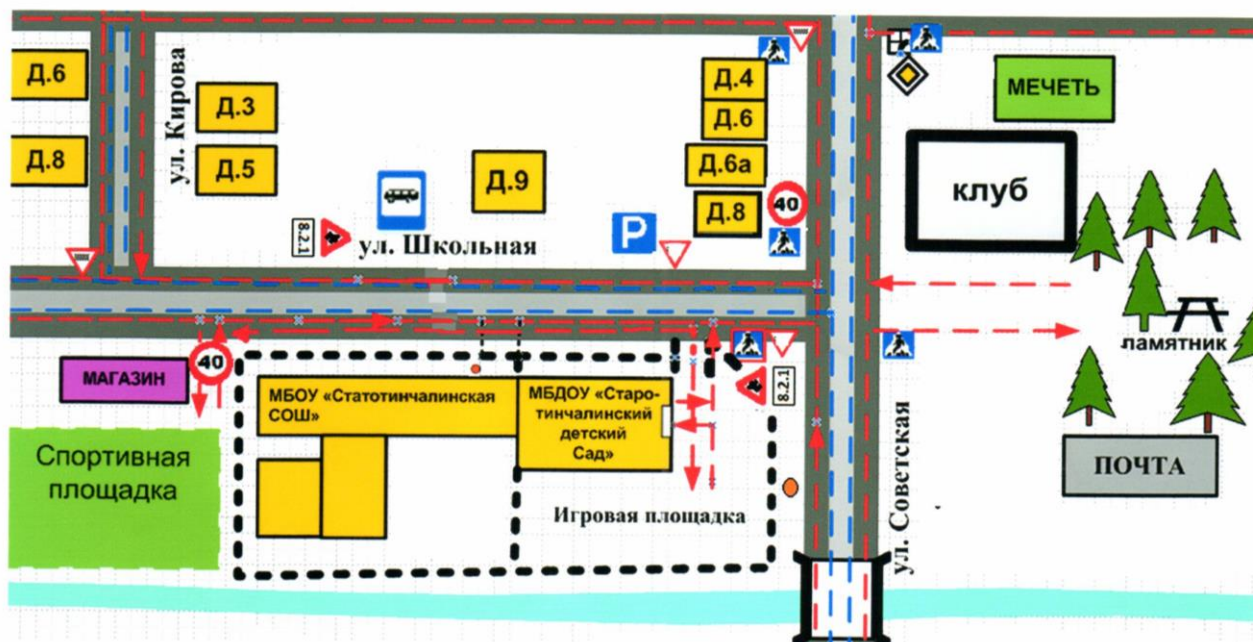 Д.6
Д.8
ул. Кирова
Д.3
Д.5
8.2.1
ул. Школьная
Д.9
P
Д.4
Д.6
Д.6а
Д.8
40
МЕЧЕТЬ
клуб
ламятник
ПОЧТА
ул. Советская
40
МАГАЗИН
Спортивная
площадка
МБОУ «Статотинчалинская
СОШ»
МБДОУ «Старо-
тинчалинский
детский
Сад»
8.2.1
Игровая площадка